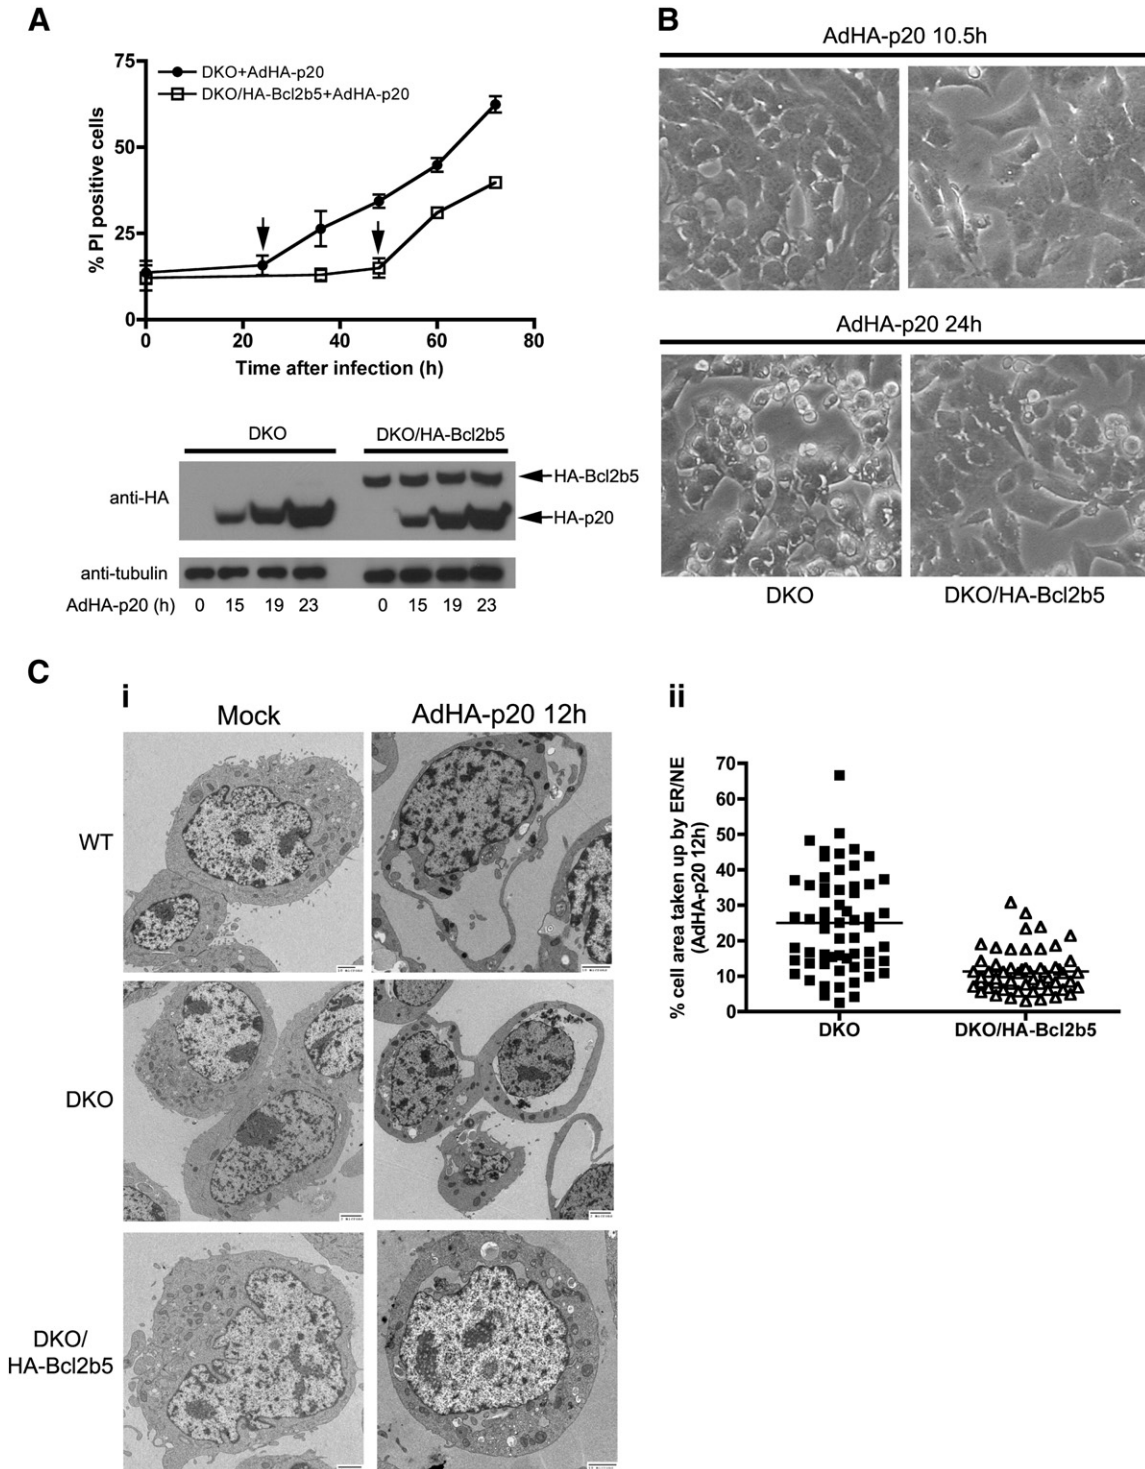 A
75
50
25
0
% PI positive cells
DKO+AdHA-p20
DKO/HA-Bcl2b5+AdHA-p20
0 20 40 60 80
Time after infection (h)
DKO DKO/HA-Bcl2b5
anti-HA
HA-Bcl2b5
HA-p20
anti-tubulin
AdHA-p20 (h) 0 15 19 23 0 15 19 23
B
AdHA-p20 10.5h
AdHA-p20 24h
DKO DKO/HA-Bcl2b5
C
i
Mock AdHA-p20 12h
WT
DKO
DKO/
HA-Bcl2b5
ii
% cell area taken up by ER/NE
(AdHA-p20 12h)
70
60
50
40
30
20
10
0
DKO DKO/HA-Bcl2b5